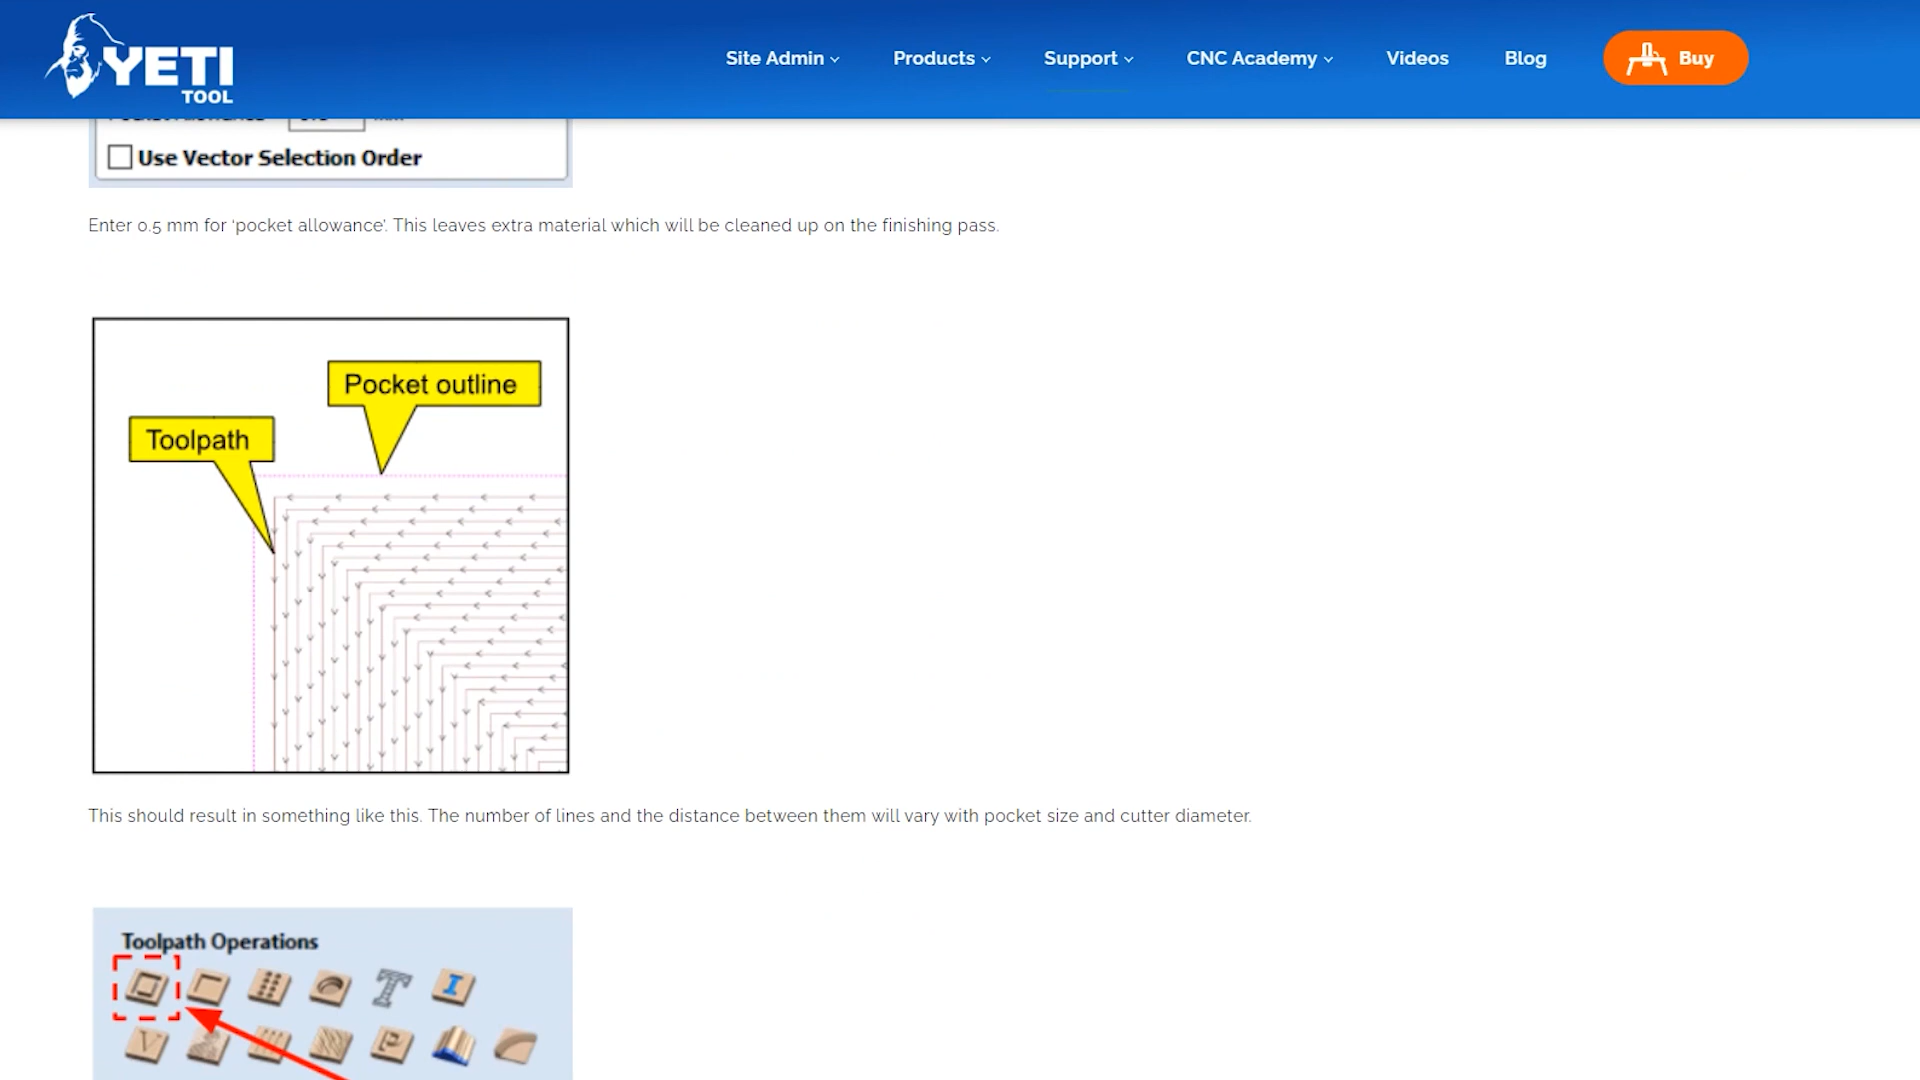 YETI
TOOL
Site Admin
Products
Support
CNC Academy
Videos
Blog
Buy
Use Vector Selection Order
Enter 0.5 mm for ‘pocket allowance’. This leaves extra material which will be cleaned up on the finishing pass.
Pocket outline
Toolpath
This should result in something like this. The number of lines and the distance between them will vary with pocket size and cutter diameter.
Toolpath Operations